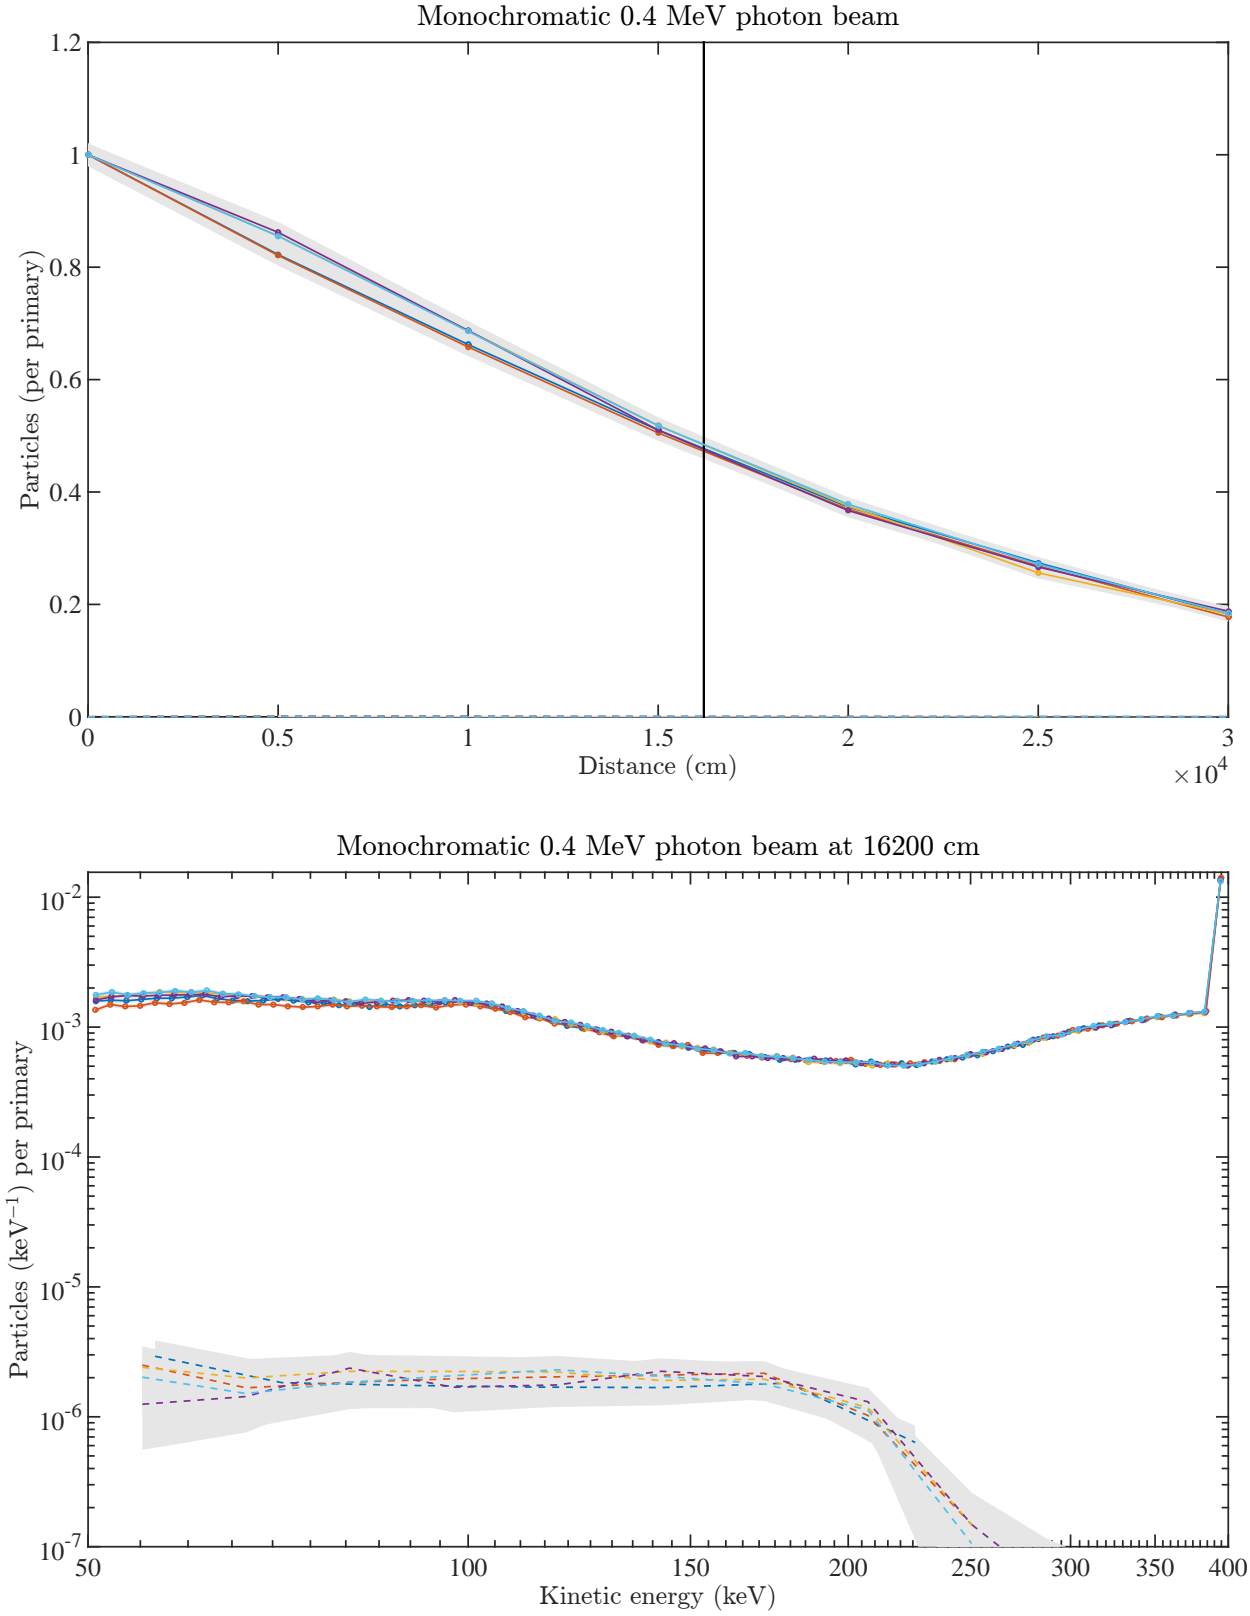 Monochromatic 0.4 MeV photon beam
1.2
1
0.8
0.6
0.4
0.2
0
Particles (per primary)
0 0.5 1 1.5 2 2.5 3
Distance (cm)
×10⁴
Monochromatic 0.4 MeV photon beam at 16200 cm
10⁻²
10⁻³
10⁻⁴
10⁻⁵
10⁻⁶
10⁻⁷
Particles (keV⁻¹) per primary
50 100 150 200 250 300 350 400
Kinetic energy (keV)